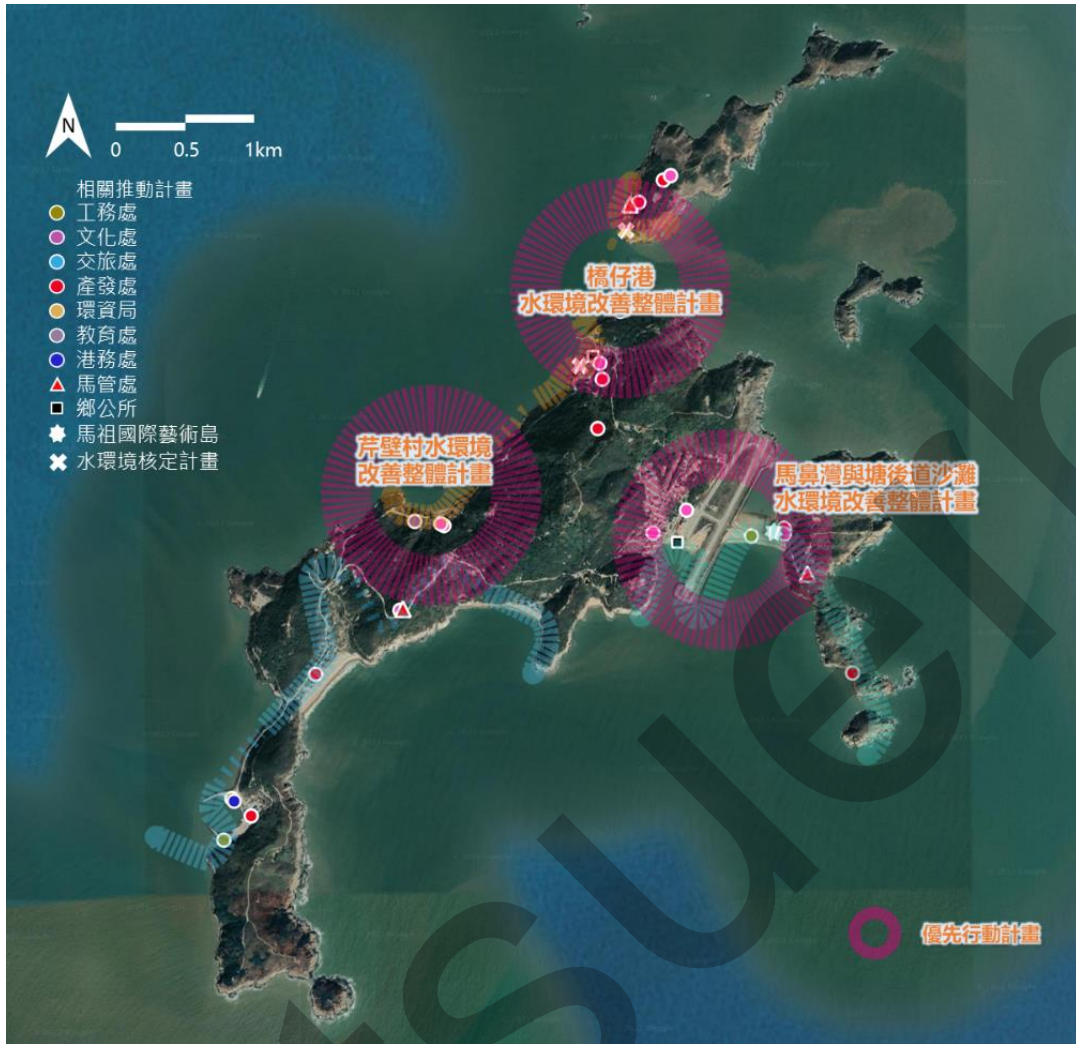 N
0 0.5 1km
相關推動計畫
工務處
文化處
交旅處
產發處
環資局
教育處
港務處
馬管處
鄉公所
馬祖國際藝術島
水環境核定計畫
橋仔港
水環境改善整體計畫
芹壁村水環境
改善整體計畫
馬鼻灣與塘後道沙灘
水環境改善整體計畫
優先行動計畫